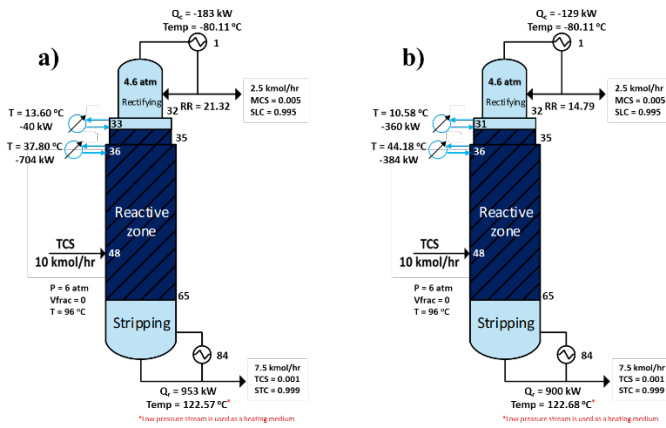 a)
Q_c = -183 kW
Temp = -80.11 °C
1
4.6 atm
Rectifying
2.5 kmol/hr
MCS = 0.005
SLC = 0.995
RR = 21.32
32
T = 13.60 °C
-40 kW
33
35
T = 37.80 °C
-704 kW
36
Reactive
zone
TCS
10 kmol/hr
48
P = 6 atm
Vfrac = 0
T = 96 °C
65
Stripping
84
7.5 kmol/hr
TCS = 0.001
STC = 0.999
Q_r = 953 kW
Temp = 122.57 °C*
*Low pressure stream is used as a heating medium
b)
Q_c = -129 kW
Temp = -80.11 °C
1
4.6 atm
Rectifying
2.5 kmol/hr
MCS = 0.005
SLC = 0.995
RR = 14.79
32
T = 10.58 °C
-360 kW
31
35
T = 44.18 °C
-384 kW
36
Reactive
zone
TCS
10 kmol/hr
48
P = 6 atm
Vfrac = 0
T = 96 °C
65
Stripping
84
7.5 kmol/hr
TCS = 0.001
STC = 0.999
Q_r = 900 kW
Temp = 122.68 °C*
*Low pressure stream is used as a heating medium